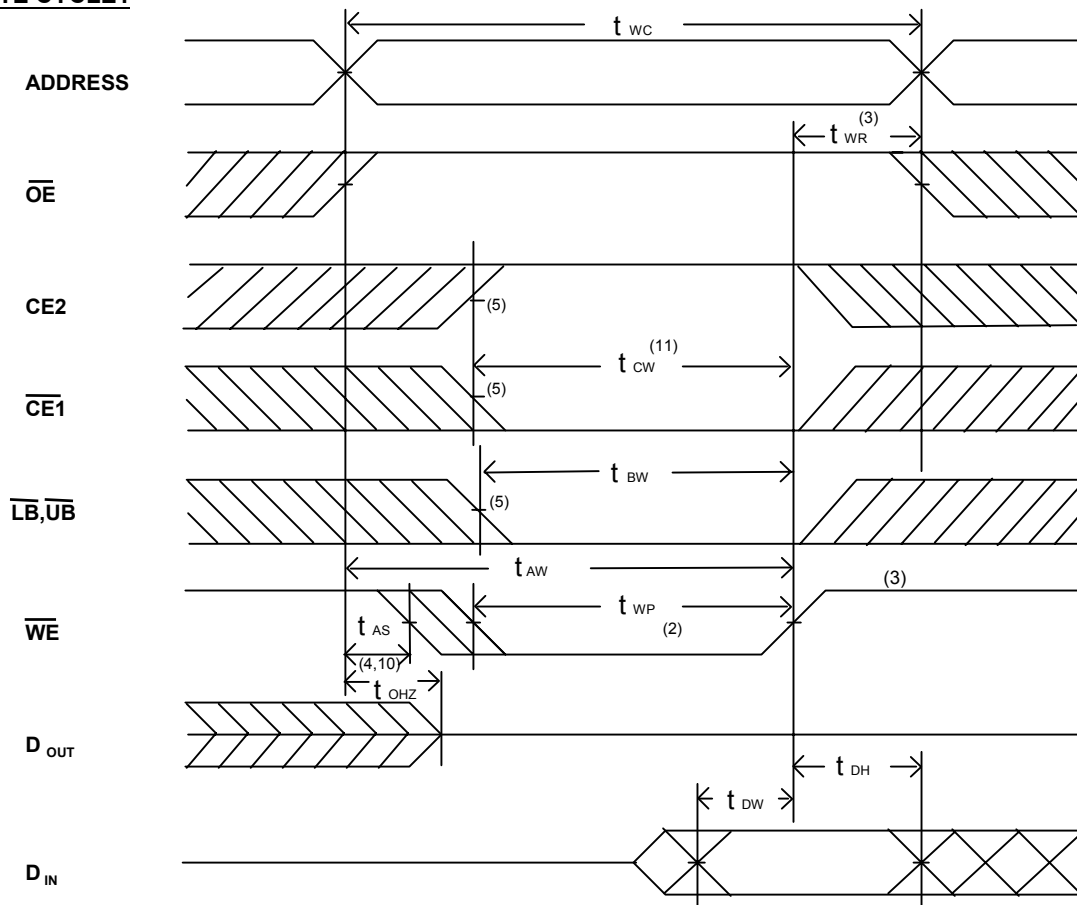 t WC
ADDRESS
t WR (3)
OE
CE2
(5)
t CW (11)
CE1
(5)
t BW
LB,UB
(5)
t AW
(3)
t WP
(2)
WE
t AS
(4,10)
t OHZ
D OUT
t DH
t DW
D IN